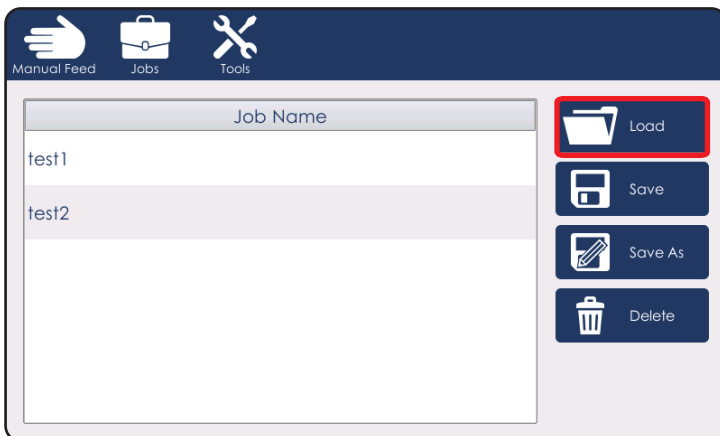 Manual Feed Jobs Tools
Job Name
test1
test2
Load
Save
Save As
Delete